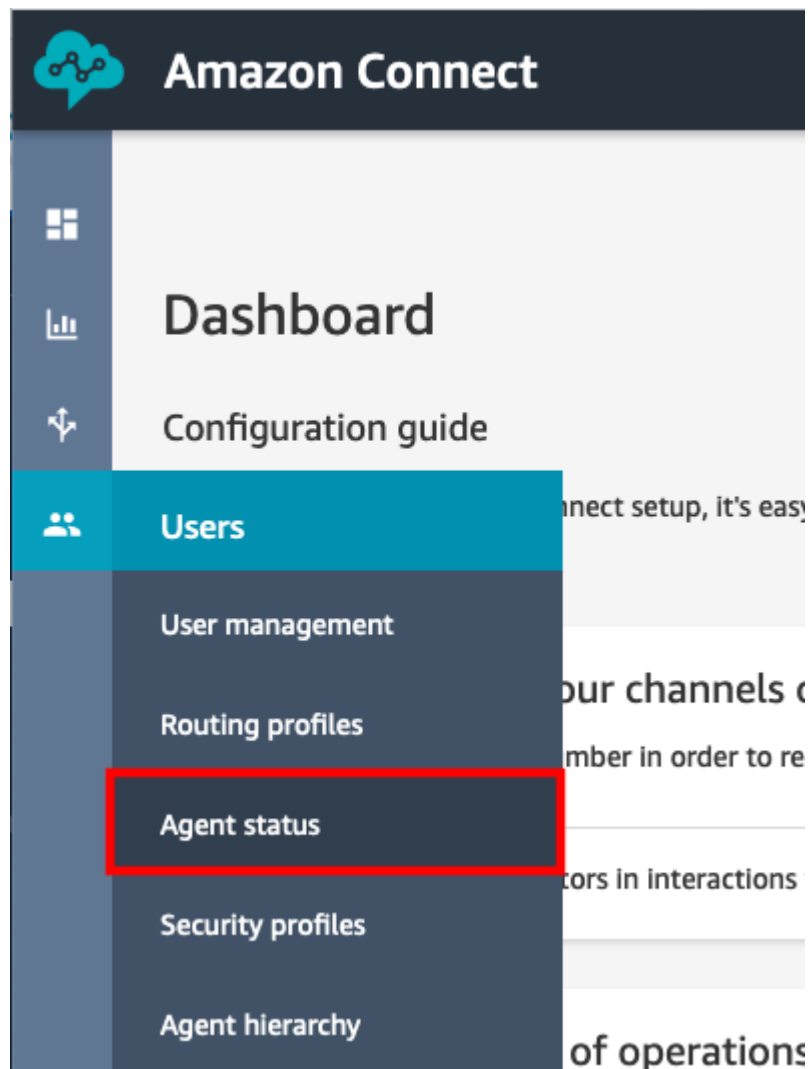 Amazon Connect
Dashboard
Configuration guide
Users
nnect setup, it's easy
User management
Routing profiles
our channels
mber in order to re
Agent status
tors in interactions
Security profiles
Agent hierarchy
of operations